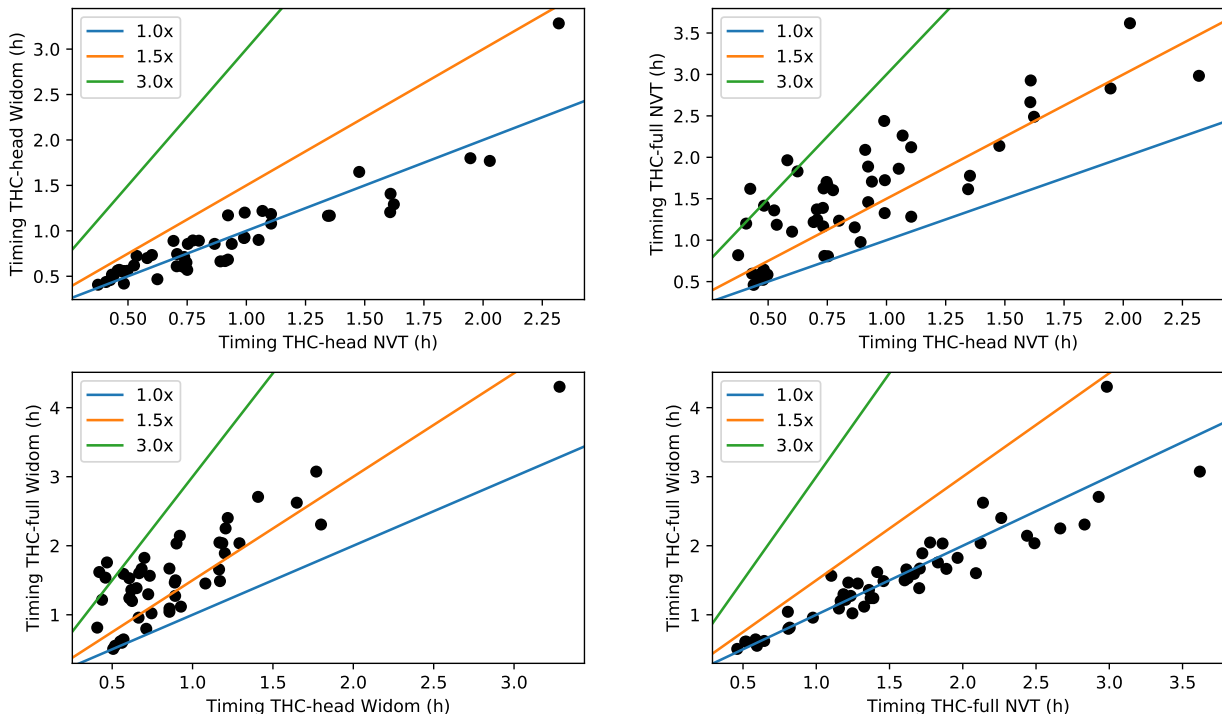 1.0x
1.5x
3.0x
Timing THC-head Widom (h)
3.0
2.5
2.0
1.5
1.0
0.5
0.50 0.75 1.00 1.25 1.50 1.75 2.00 2.25
Timing THC-head NVT (h)
1.0x
1.5x
3.0x
Timing THC-full NVT (h)
3.5
3.0
2.5
2.0
1.5
1.0
0.5
0.50 0.75 1.00 1.25 1.50 1.75 2.00 2.25
Timing THC-head NVT (h)
1.0x
1.5x
3.0x
Timing THC-full Widom (h)
4
3
2
1
0.5 1.0 1.5 2.0 2.5 3.0
Timing THC-head Widom (h)
1.0x
1.5x
3.0x
Timing THC-full Widom (h)
4
3
2
1
0.5 1.0 1.5 2.0 2.5 3.0 3.5
Timing THC-full NVT (h)